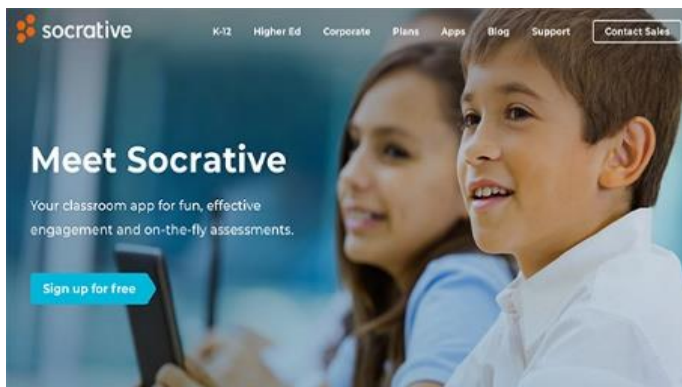 socrative
K-12 Higher Ed Corporate Plans Apps Blog Support Contact Sales
Meet Socrative
Your classroom app for fun, effective
engagement and on-the-fly assessments.
Sign up for free